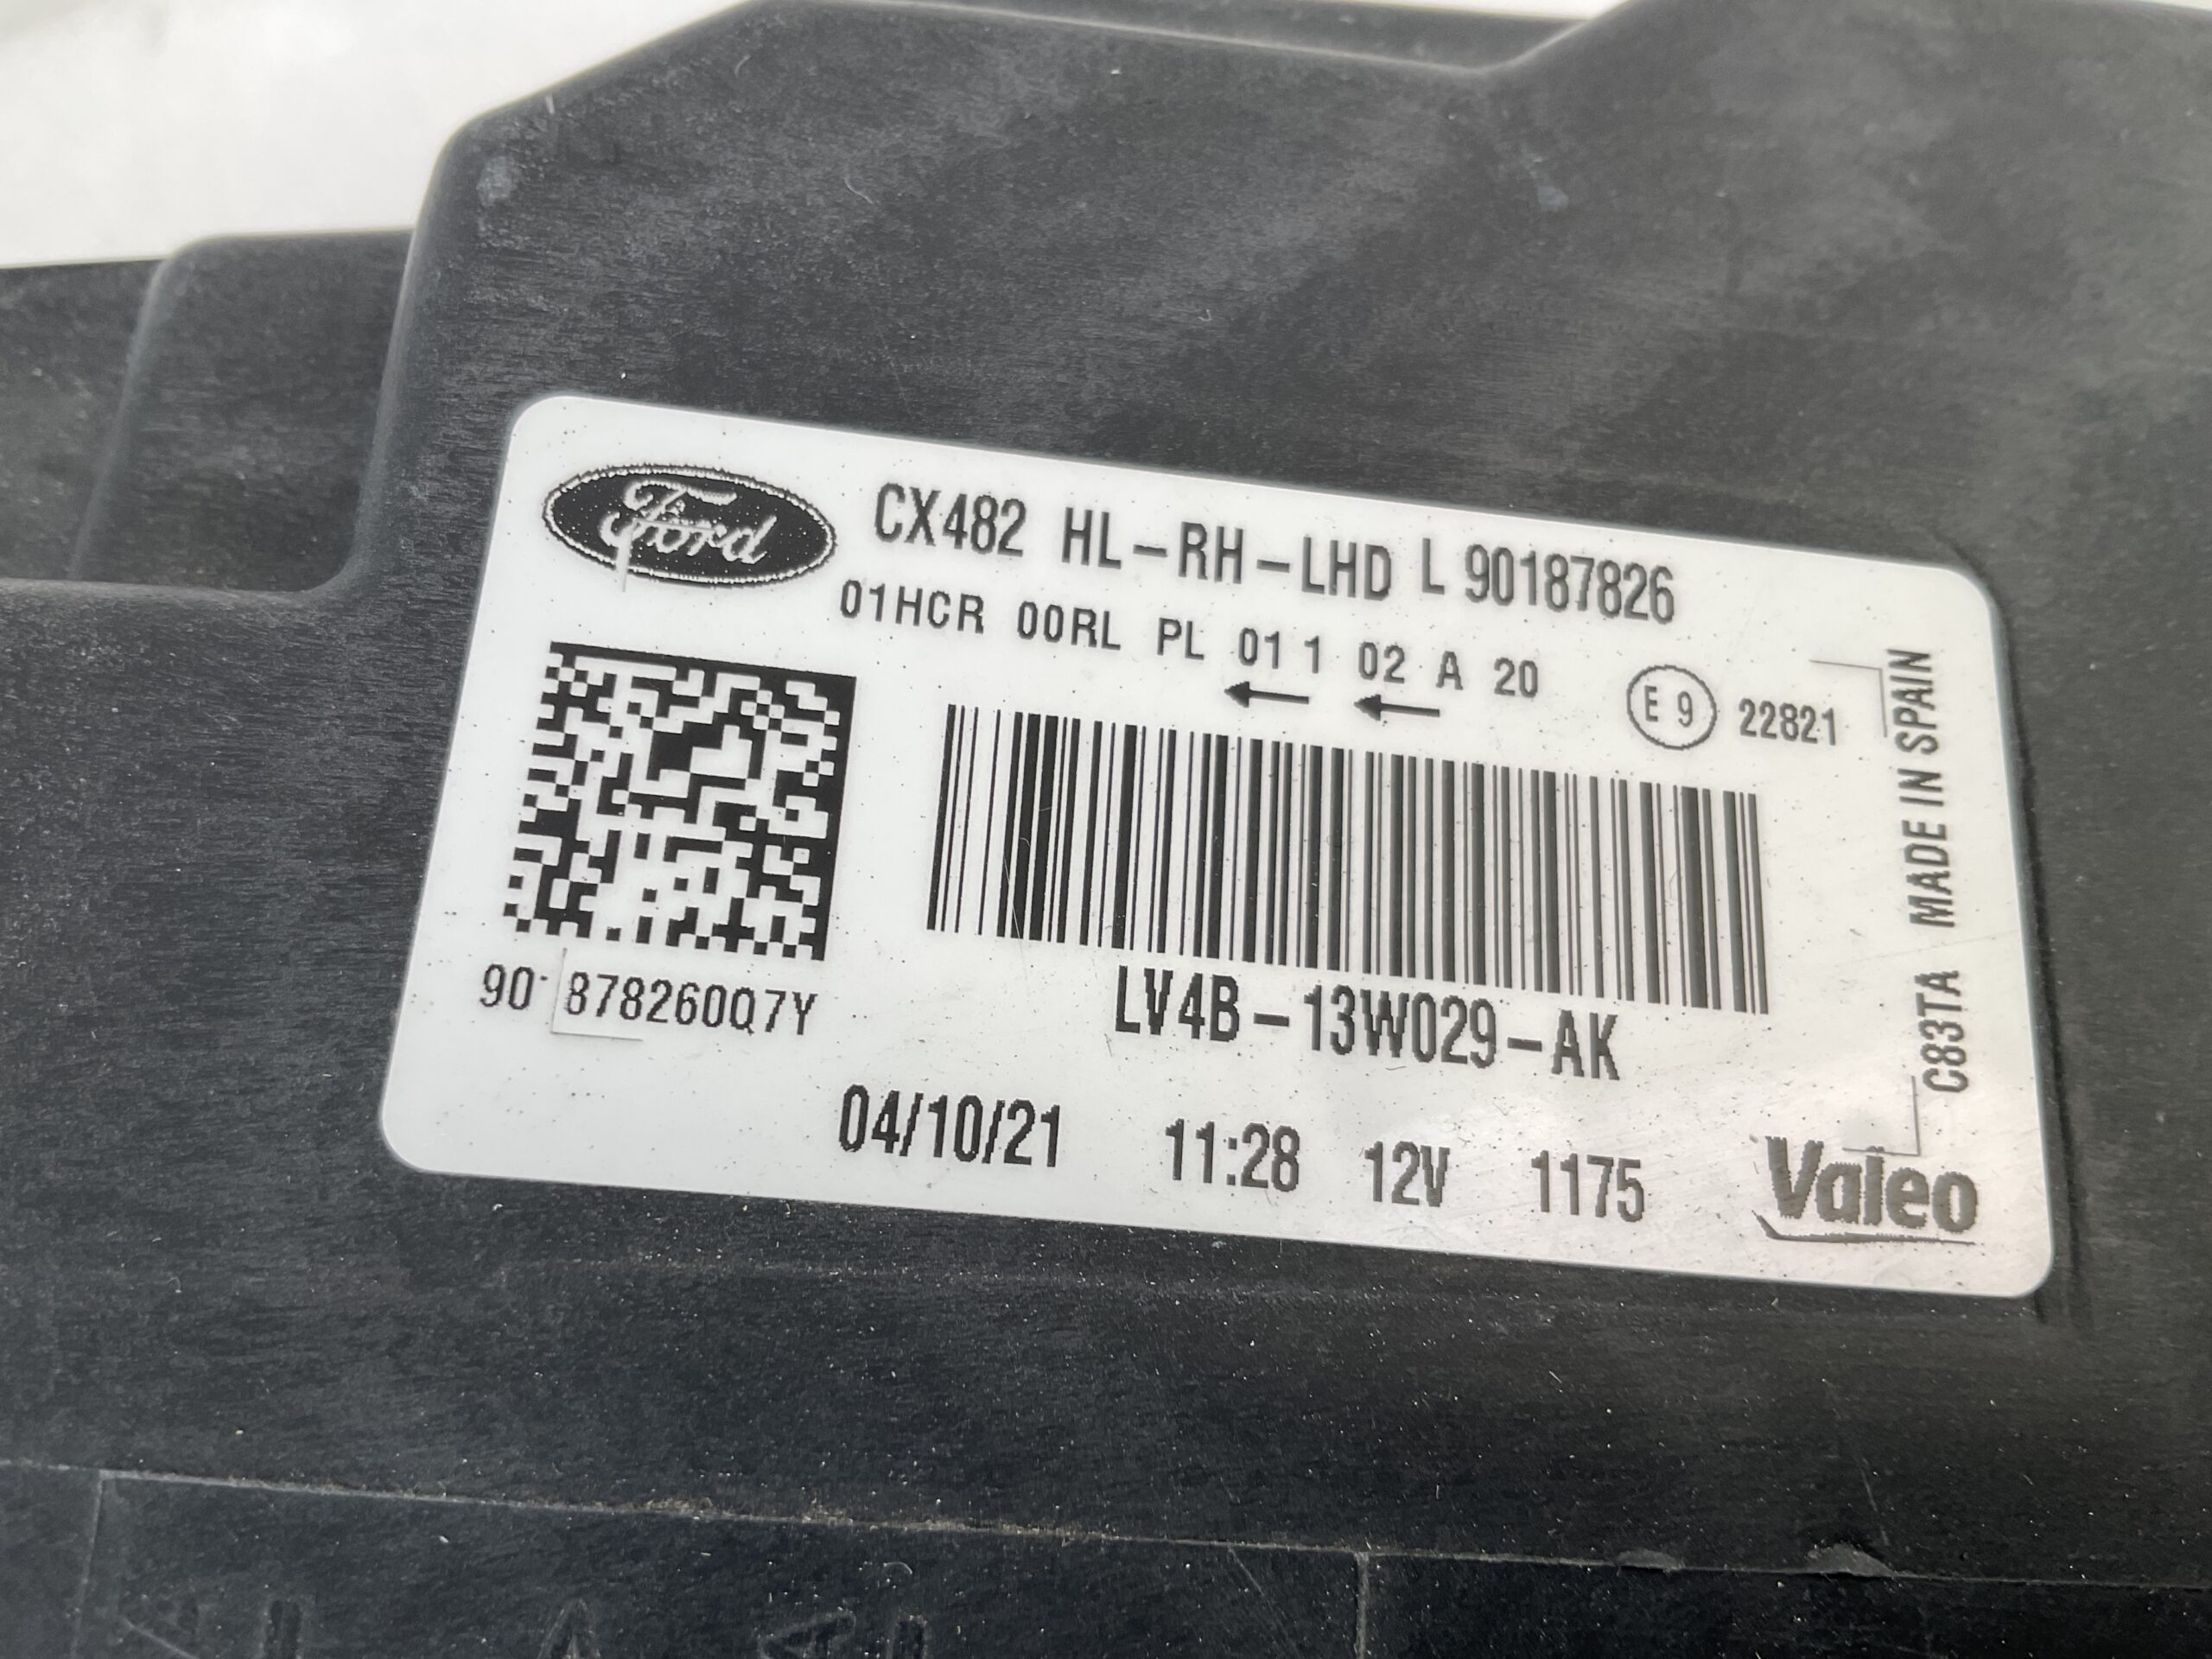 Ford
CX482 HL-RH-LHD L 90187826
01HCR 00RL PL 01 1 02 A 20
E 9 22821
C83TA MADE IN SPAIN
90 8782600Q7Y
LV4B-13W029-AK
04/10/21 11:28 12V 1175
Valeo